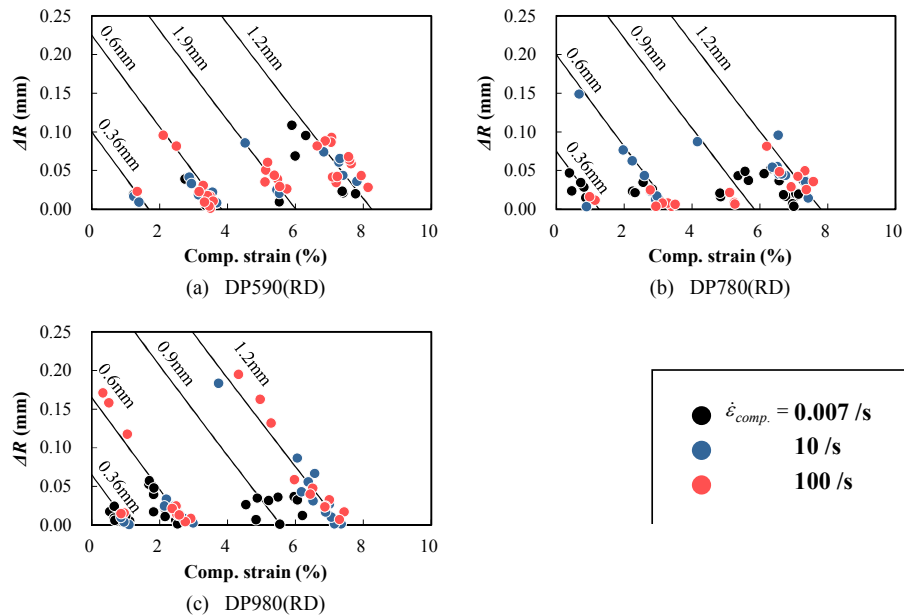 0.25
0.20
0.15
0.10
0.05
0.00
ΔR (mm)
0.6mm
1.9mm
1.2mm
0.36mm
0 2 4 6 8 10
Comp. strain (%)
(a) DP590(RD)
0.25
0.20
0.15
0.10
0.05
0.00
ΔR (mm)
0.6mm
0.9mm
1.2mm
0.36mm
0 2 4 6 8 10
Comp. strain (%)
(b) DP780(RD)
0.25
0.20
0.15
0.10
0.05
0.00
ΔR (mm)
0.6mm
0.9mm
1.2mm
0.36mm
0 2 4 6 8 10
Comp. strain (%)
(c) DP980(RD)
ε̇comp. = 0.007 /s
10 /s
100 /s